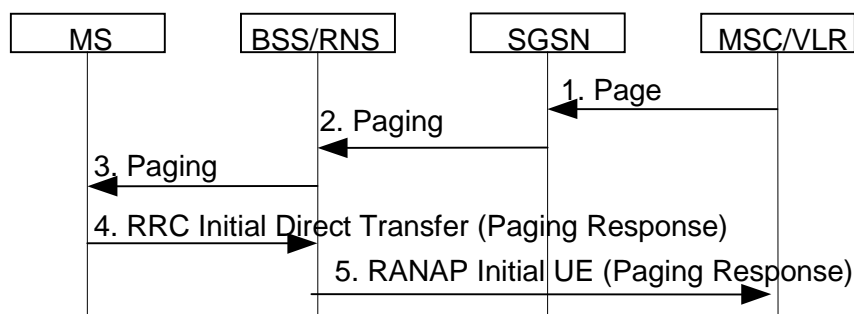 MS
BSS/RNS
SGSN
MSC/VLR
1. Page
2. Paging
3. Paging
4. RRC Initial Direct Transfer (Paging Response)
5. RANAP Initial UE (Paging Response)